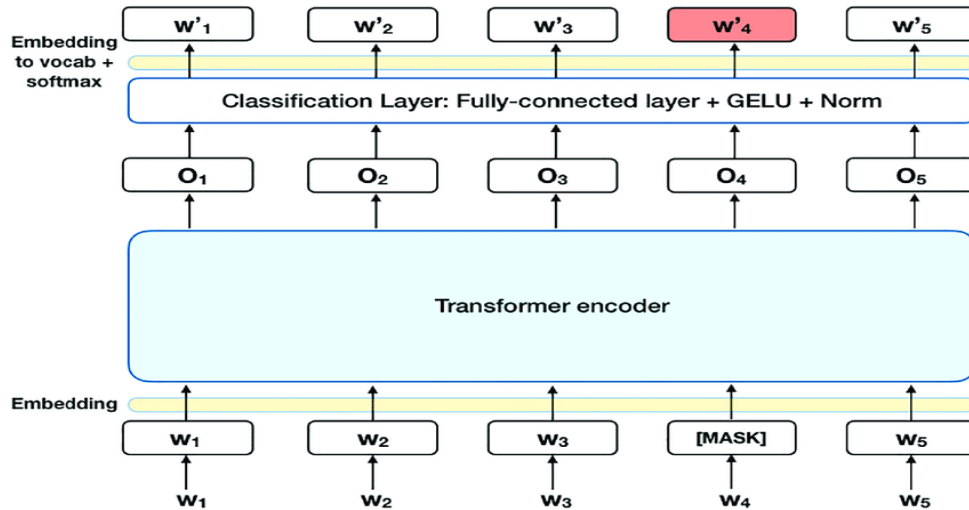 w'₁ w'₂ w'₃ w'₄ w'₅
Embedding
to vocab +
softmax
Classification Layer: Fully-connected layer + GELU + Norm
O₁ O₂ O₃ O₄ O₅
Transformer encoder
Embedding
w₁ w₂ w₃ [MASK] w₅
w₁ w₂ w₃ w₄ w₅